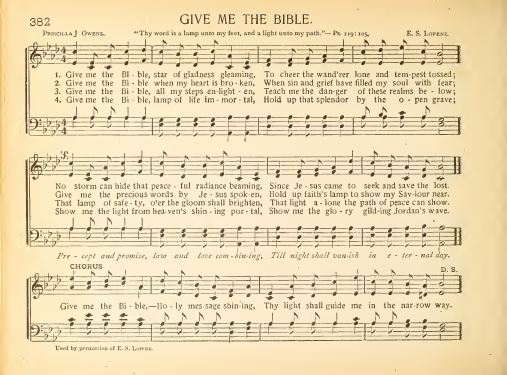 382
GIVE ME THE BIBLE.
PRISCILLA J OWENS. "Thy word is a lamp unto my feet, and a light unto my path."—Ps. 119:105. E. S. LORENZ.
1. Give me the Bi - ble, star of gladness gleaming, To cheer the wand'rer lone and tem-pest tossed;
2. Give me the Bi - ble when my heart is bro - ken, When sin and grief have filled my soul with fear;
3. Give me the Bi - ble, all my steps en-light - en, Teach me the dan - ger of these realms be - low;
4. Give me the Bi - ble, lamp of life im - mor - tal, Hold up that splendor by the o - pen grave;
No storm can hide that peace - ful radiance beaming, Since Je - sus came to seek and save the lost.
Give me the precious words by Je - sus spok-en, Hold up faith's lamp to show my Sav-iour near.
That lamp of safe - ty, o'er the gloom shall brighten, That light a - lone the path of peace can show.
Show me the light from hea-ven's shin - ing por - tal, Show me the glo - ry gild-ing Jordan's wave.
Pre - cept and promise, law and love com - bin-ing, Till night shall van-ish in e - ter - nal day.
CHORUS D. S.
Give me the Bi - ble,—Ho - ly mes-sage shin-ing, Thy light shall guide me in the nar-row way.
Used by permission of E. S. LORENZ.